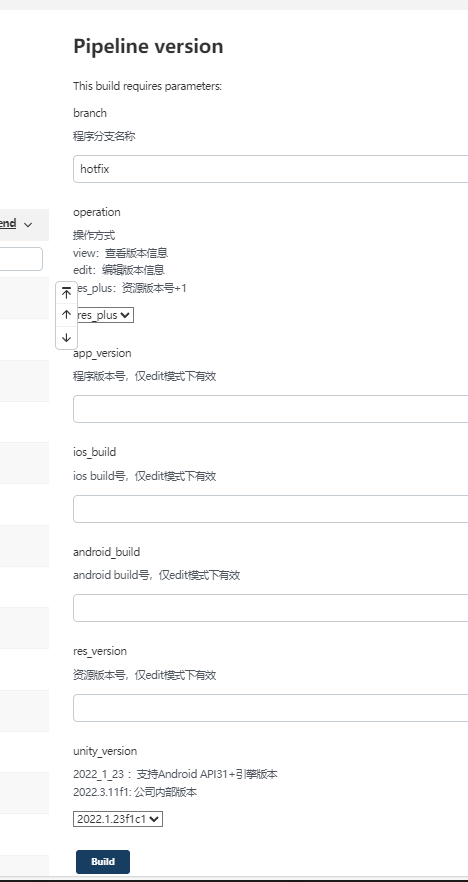 Pipeline version
This build requires parameters:
branch
程序分支名称
hotfix
end
operation
操作方式
view：查看版本信息
edit：编辑版本信息
es_plus：资源版本号+1
res_plus
app_version
程序版本号，仅edit模式下有效
ios_build
ios build号，仅edit模式下有效
android_build
android build号，仅edit模式下有效
res_version
资源版本号，仅edit模式下有效
unity_version
2022_1_23 ：支持Android API31+引擎版本
2022.3.11f1: 公司内部版本
2022.1.23f1c1
Build